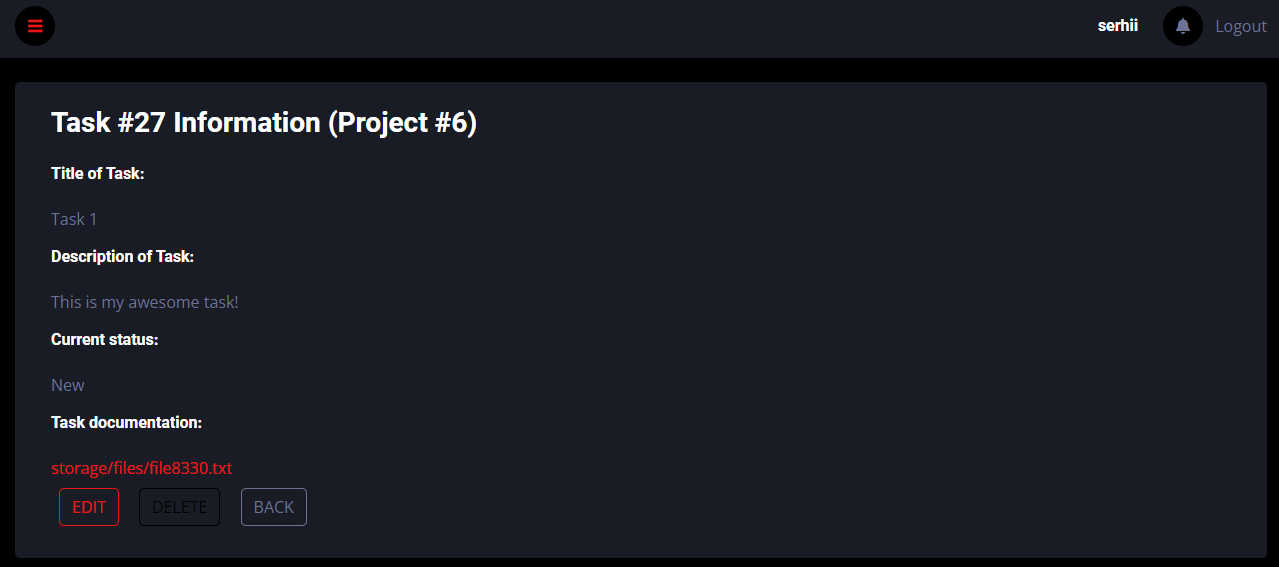 serhii
Logout
Task #27 Information (Project #6)
Title of Task:
Task 1
Description of Task:
This is my awesome task!
Current status:
New
Task documentation:
storage/files/file8330.txt
EDIT DELETE BACK